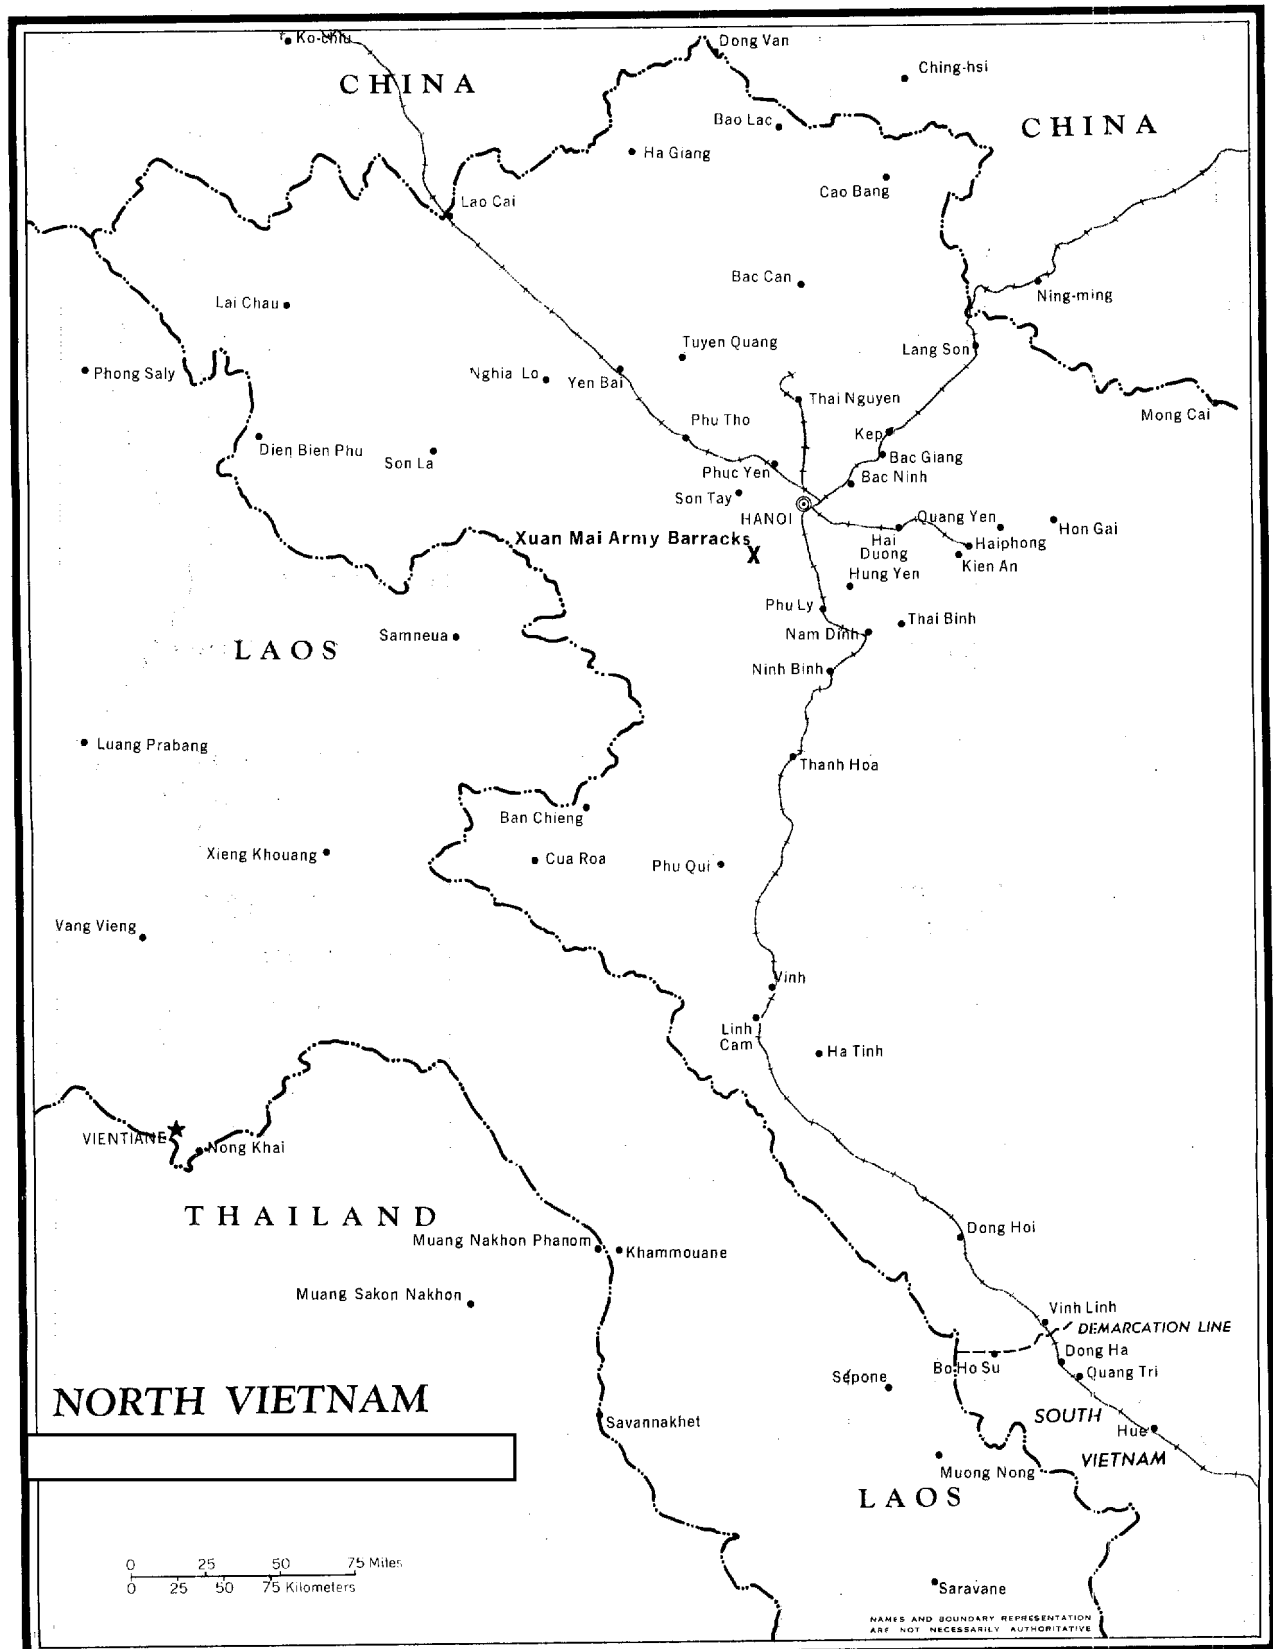 Ko-chiu
Dong Van
Ching-hsi
CHINA
Bao Lac
CHINA
Ha Giang
Cao Bang
Lao Cai
Bac Can
Ning-ming
Lai Chau
Tuyen Quang
Lang Son
Phong Saly
Nghia Lo
Yen Bai
Thai Nguyen
Mong Cai
Phu Tho
Kep
Dien Bien Phu
Son La
Bac Giang
Phuc Yen
Bac Ninh
Son Tay
HANOI
Quang Yen
Hon Gai
Xuan Mai Army Barracks
X
Hai
Duong
Haiphong
Kien An
Hung Yen
Phu Ly
Thai Binh
LAOS
Samneua
Nam Dinh
Ninh Binh
Luang Prabang
Thanh Hoa
Ban Chieng
Xieng Khouang
Cua Roa
Phu Qui
Vang Vieng
Vinh
Linh
Cam
Ha Tinh
VIENTIANE
Nong Khai
THAILAND
Muang Nakhon Phanom
Khammouane
Dong Hoi
Muang Sakon Nakhon
Vinh Linh
DEMARCATION LINE
Dong Ha
Bo Ho Su
Quang Tri
Sépone
NORTH VIETNAM
Savannakhet
SOUTH
Hue
VIETNAM
Muong Nong
LAOS
0 25 50 75 Miles
0 25 50 75 Kilometers
Saravane
NAMES AND BOUNDARY REPRESENTATION
ARE NOT NECESSARILY AUTHORITATIVE